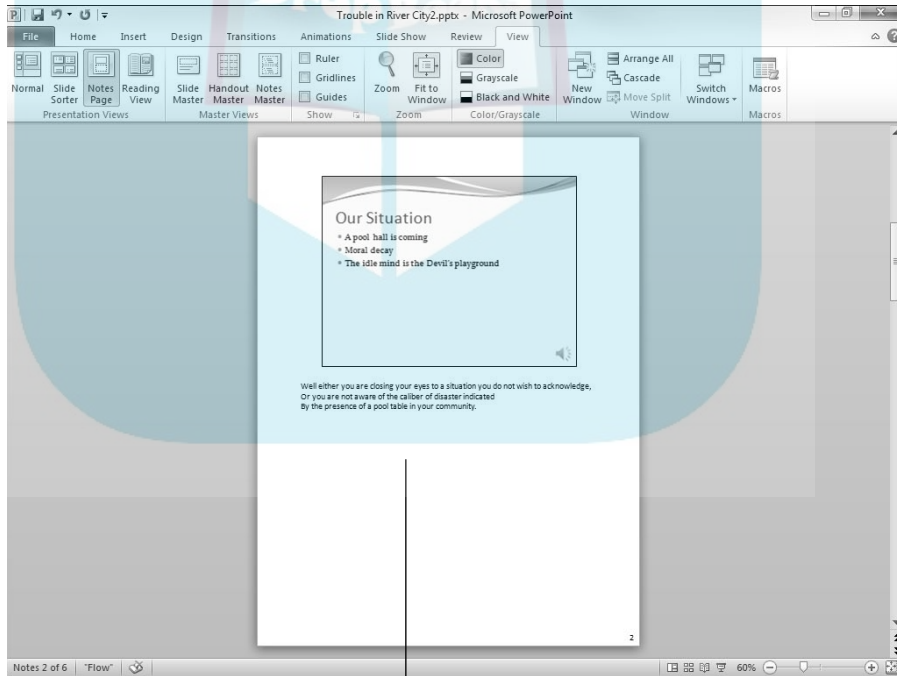 Trouble in River City2.pptx - Microsoft PowerPoint
File Home Insert Design Transitions Animations Slide Show Review View
Normal Slide Sorter Notes Page Reading View
Slide Master Handout Master Notes Master
Ruler
Gridlines
Guides
Zoom Fit to Window
Color
Grayscale
Black and White
New Window
Arrange All
Cascade
Move Split
Switch Windows
Macros
Presentation Views Master Views Show Zoom Color/Grayscale Window Macros
Our Situation
• A pool hall is coming
• Moral decay
• The idle mind is the Devil's playground
Well either you are closing your eyes to a situation you do not wish to acknowledge,
Or you are not aware of the caliber of disaster indicated
By the presence of a pool table in your community.
2
Notes 2 of 6 "Flow" 60%